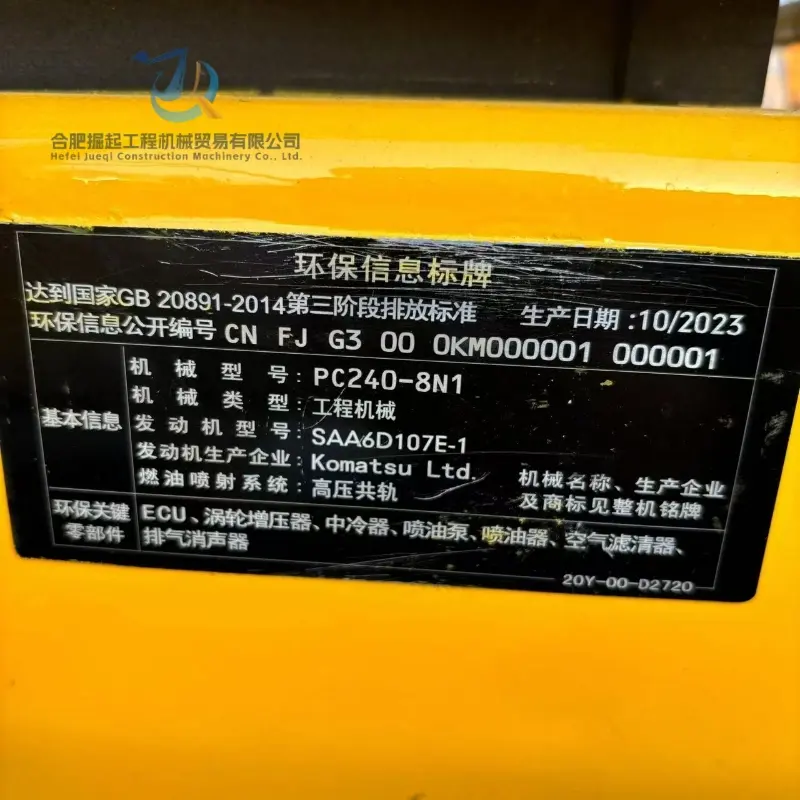 合肥掘起工程机械贸易有限公司
Hefei Jueqi Construction Machinery Co., Ltd.
环保信息标牌
达到国家GB 20891-2014第三阶段排放标准 生产日期:10/2023
环保信息公开编号 CN FJ G3 00 0KM000001 000001
基本信息
机械型号:PC240-8N1
机械类型:工程机械
发动机型号:SAA6D107E-1
发动机生产企业:Komatsu Ltd.
燃油喷射系统:高压共轨
机械名称、生产企业
及商标见整机铭牌
环保关键
零部件
ECU、涡轮增压器、中冷器、喷油泵、喷油器、空气滤清器、
排气消声器
20Y-00-D2720